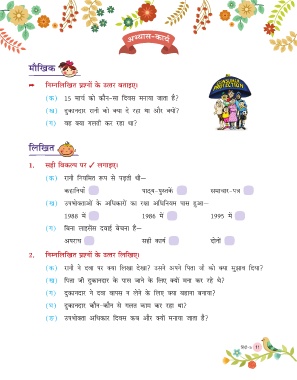 अभ्यास-कार्य
मौखिक
CONSUMER PROTECTION
निम्नलिखित प्रश्नों के उत्तर बताइए।
(क) 15 मार्च को कौन-सा दिवस मनाया जाता है?
(ख) दुकानदार रानी को क्या दे रहा था और क्यों?
(ग) वह क्या गलती कर रहा था?
लिखित
1. सही विकल्प पर ✓ लगाइए।
(क) रानी नियमित रूप से पढ़ती थी—
कहानियाँ पाठ्य-पुस्तकें समाचार-पत्र
(ख) उपभोक्ताओं के अधिकारों का रक्षा अधिनियम पास हुआ—
1988 में 1986 में 1995 में
(ग) बिना लाइसेंस दवाई बेचना है—
अपराध सही कार्य दोनों
2. निम्नलिखित प्रश्नों के उत्तर लिखिए।
(क) रानी ने दवा पर क्या लिखा देखा? उसने अपने पिता जी को क्या सुझाव दिया?
(ख) पिता जी दुकानदार के पास जाने के लिए क्यों मना कर रहे थे?
(ग) दुकानदार ने दवा वापस न लेने के लिए क्या बहाना बनाया?
(घ) दुकानदार कौन-कौन से गलत काम कर रहा था?
(ङ) उपभोक्ता अधिकार दिवस कब और क्यों मनाया जाता है?
11